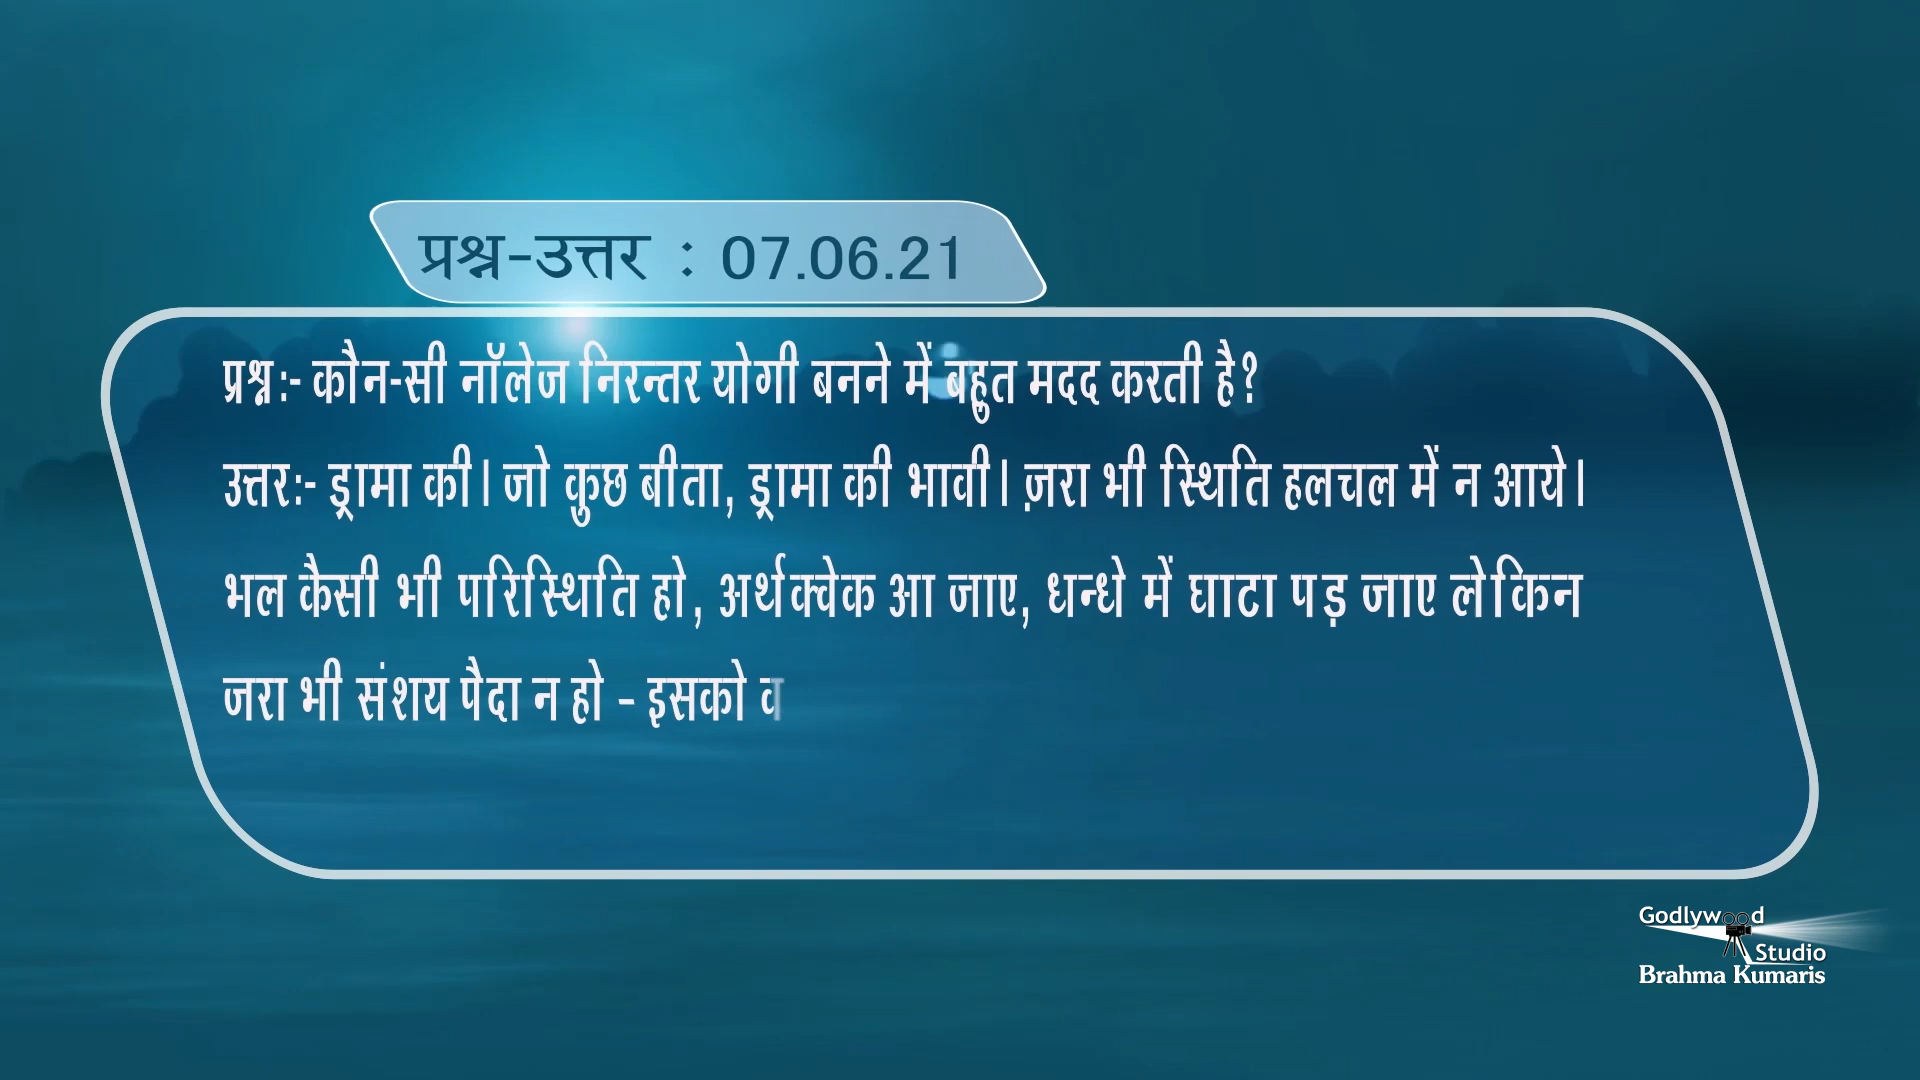 प्रश्न-उत्तर : 07.06.21
प्रश्न:- कौन-सी नॉलेज निरन्तर योगी बनने में बहुत मदद करती है?
उत्तर:- ड्रामा की। जो कुछ बीता, ड्रामा की भावी। ज़रा भी स्थिति हलचल में न आये।
भल कैसी भी परिस्थिति हो, अर्थक्वेक आ जाए, धन्धे में घाटा पड़ जाए लेकिन
जरा भी संशय पैदा न हो – इसको
Godlywood
Studio
Brahma Kumaris